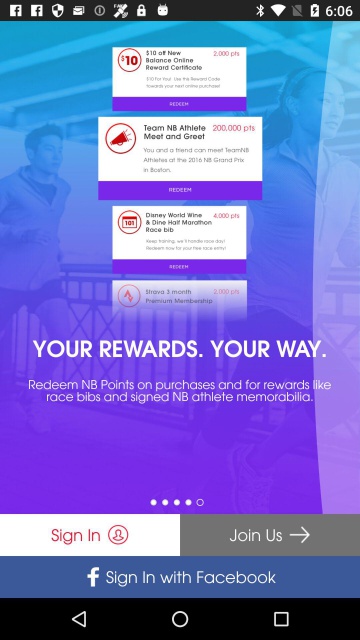 6:06
$10 off New 2,000 pts
$10 Balance Online
Reward Certificate
$10 For You! Use this Reward Code
towards your next online purchase!
REDEEM
Team NB Athlete 200,000 pts
Meet and Greet
You and a friend can meet TeamNB
Athletes at the 2016 NB Grand Prix
in Boston.
REDEEM
Disney World Wine 4,000 pts
101 & Dine Half Marathon
Race bib
Keep training, we'll handle race day!
Redeem now for your free race entry!
REDEEM
Strava 3 month 2,000 pts
Premium Membership
YOUR REWARDS. YOUR WAY.
Redeem NB Points on purchases and for rewards like
race bibs and signed NB athlete memorabilia.
Sign In
Join Us
f Sign In with Facebook